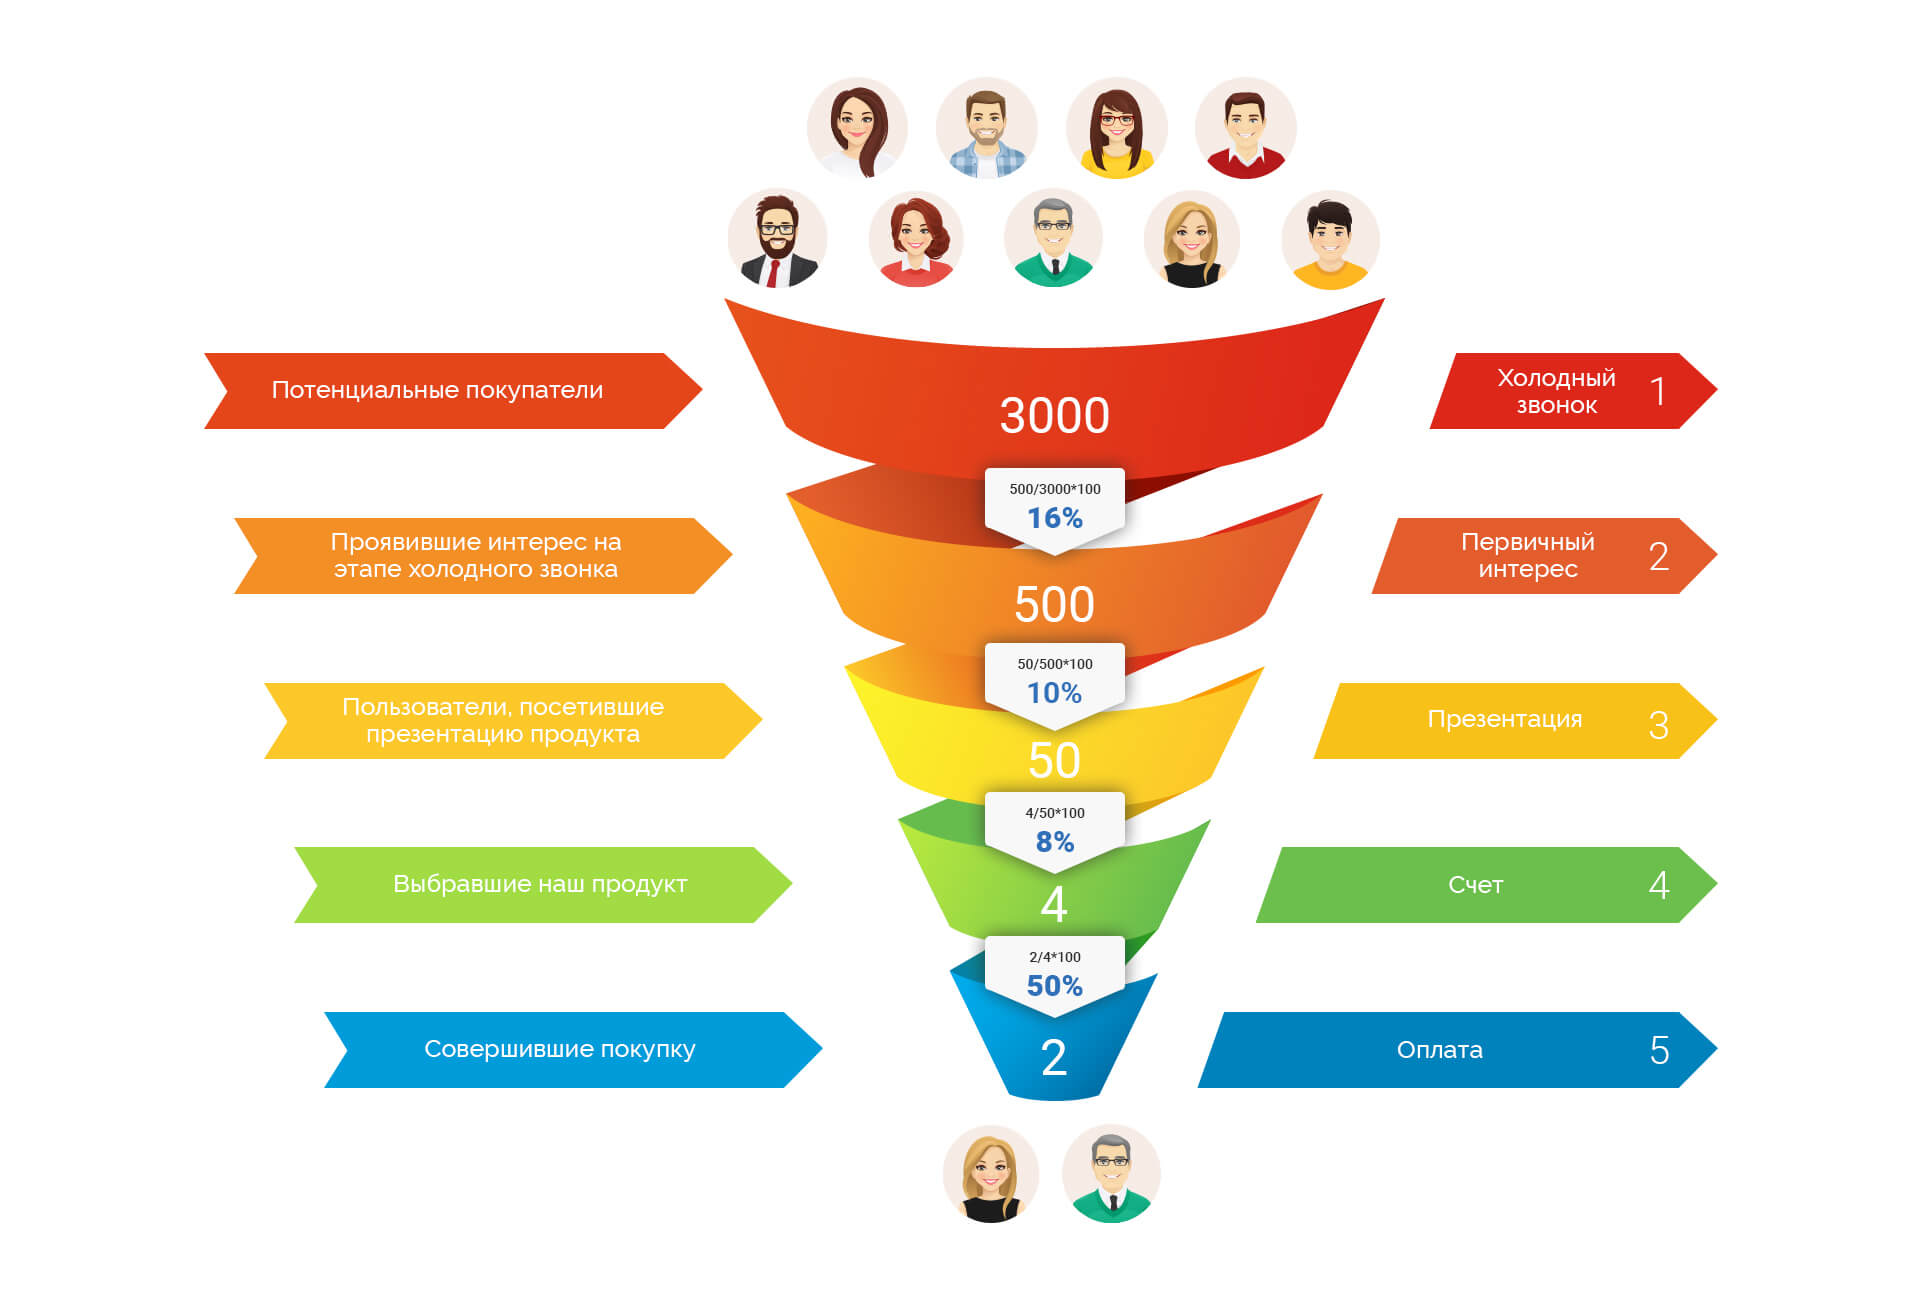 Потенциальные покупатели
3000
Холодный
звонок
1
500/3000*100
16%
Проявившие интерес на
этапе холодного звонка
500
Первичный
интерес
2
50/500*100
10%
Пользователи, посетившие
презентацию продукта
50
Презентация
3
4/50*100
8%
Выбравшие наш продукт
4
Счет
4
2/4*100
50%
Совершившие покупку
2
Оплата
5